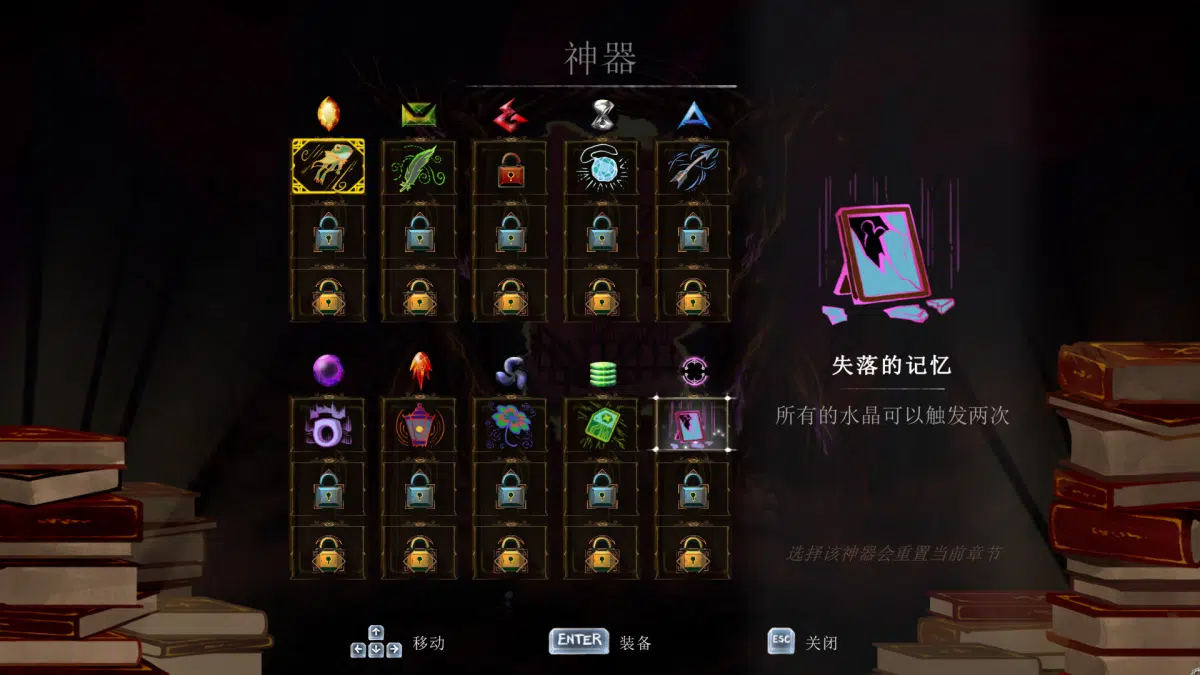 神器
失落的记忆
所有的水晶可以触发两次
选择该神器会重置当前章节
移动
ENTER 装备
ESC 关闭